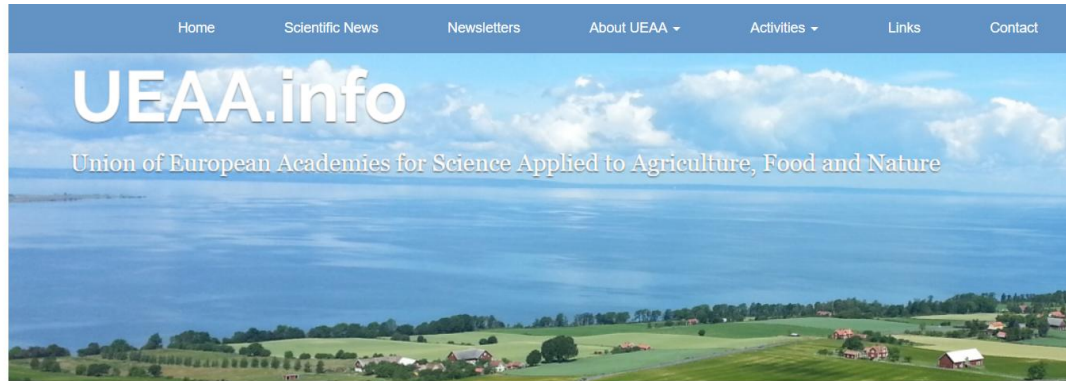 Home Scientific News Newsletters About UEAA Activities Links Contact
UEAA.info
Union of European Academies for Science Applied to Agriculture, Food and Nature